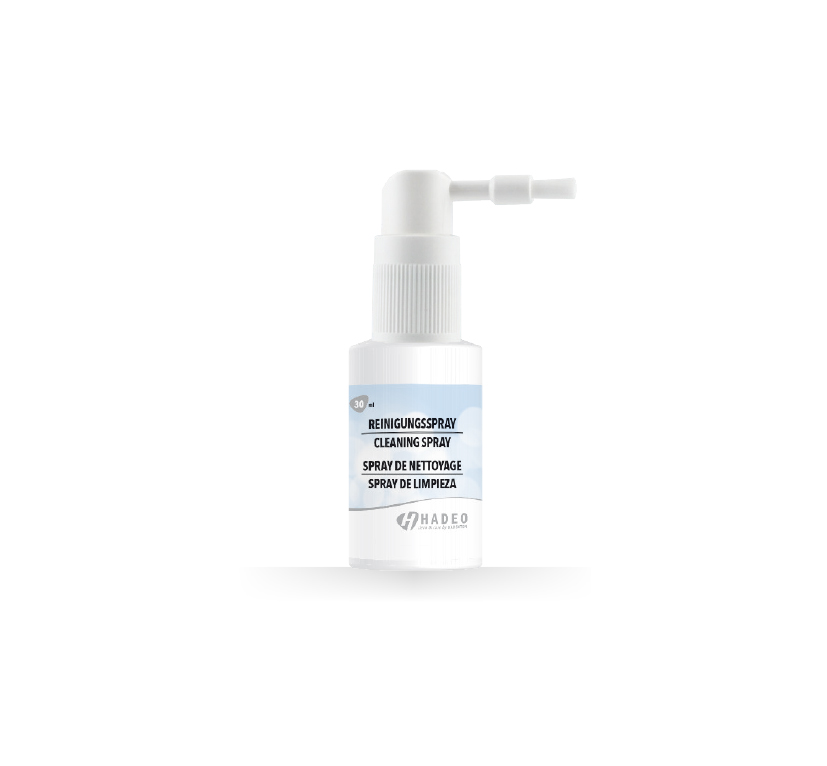 30 ml
REINIGUNGSSPRAY
CLEANING SPRAY
SPRAY DE NETTOYAGE
SPRAY DE LIMPIEZA
HADEO